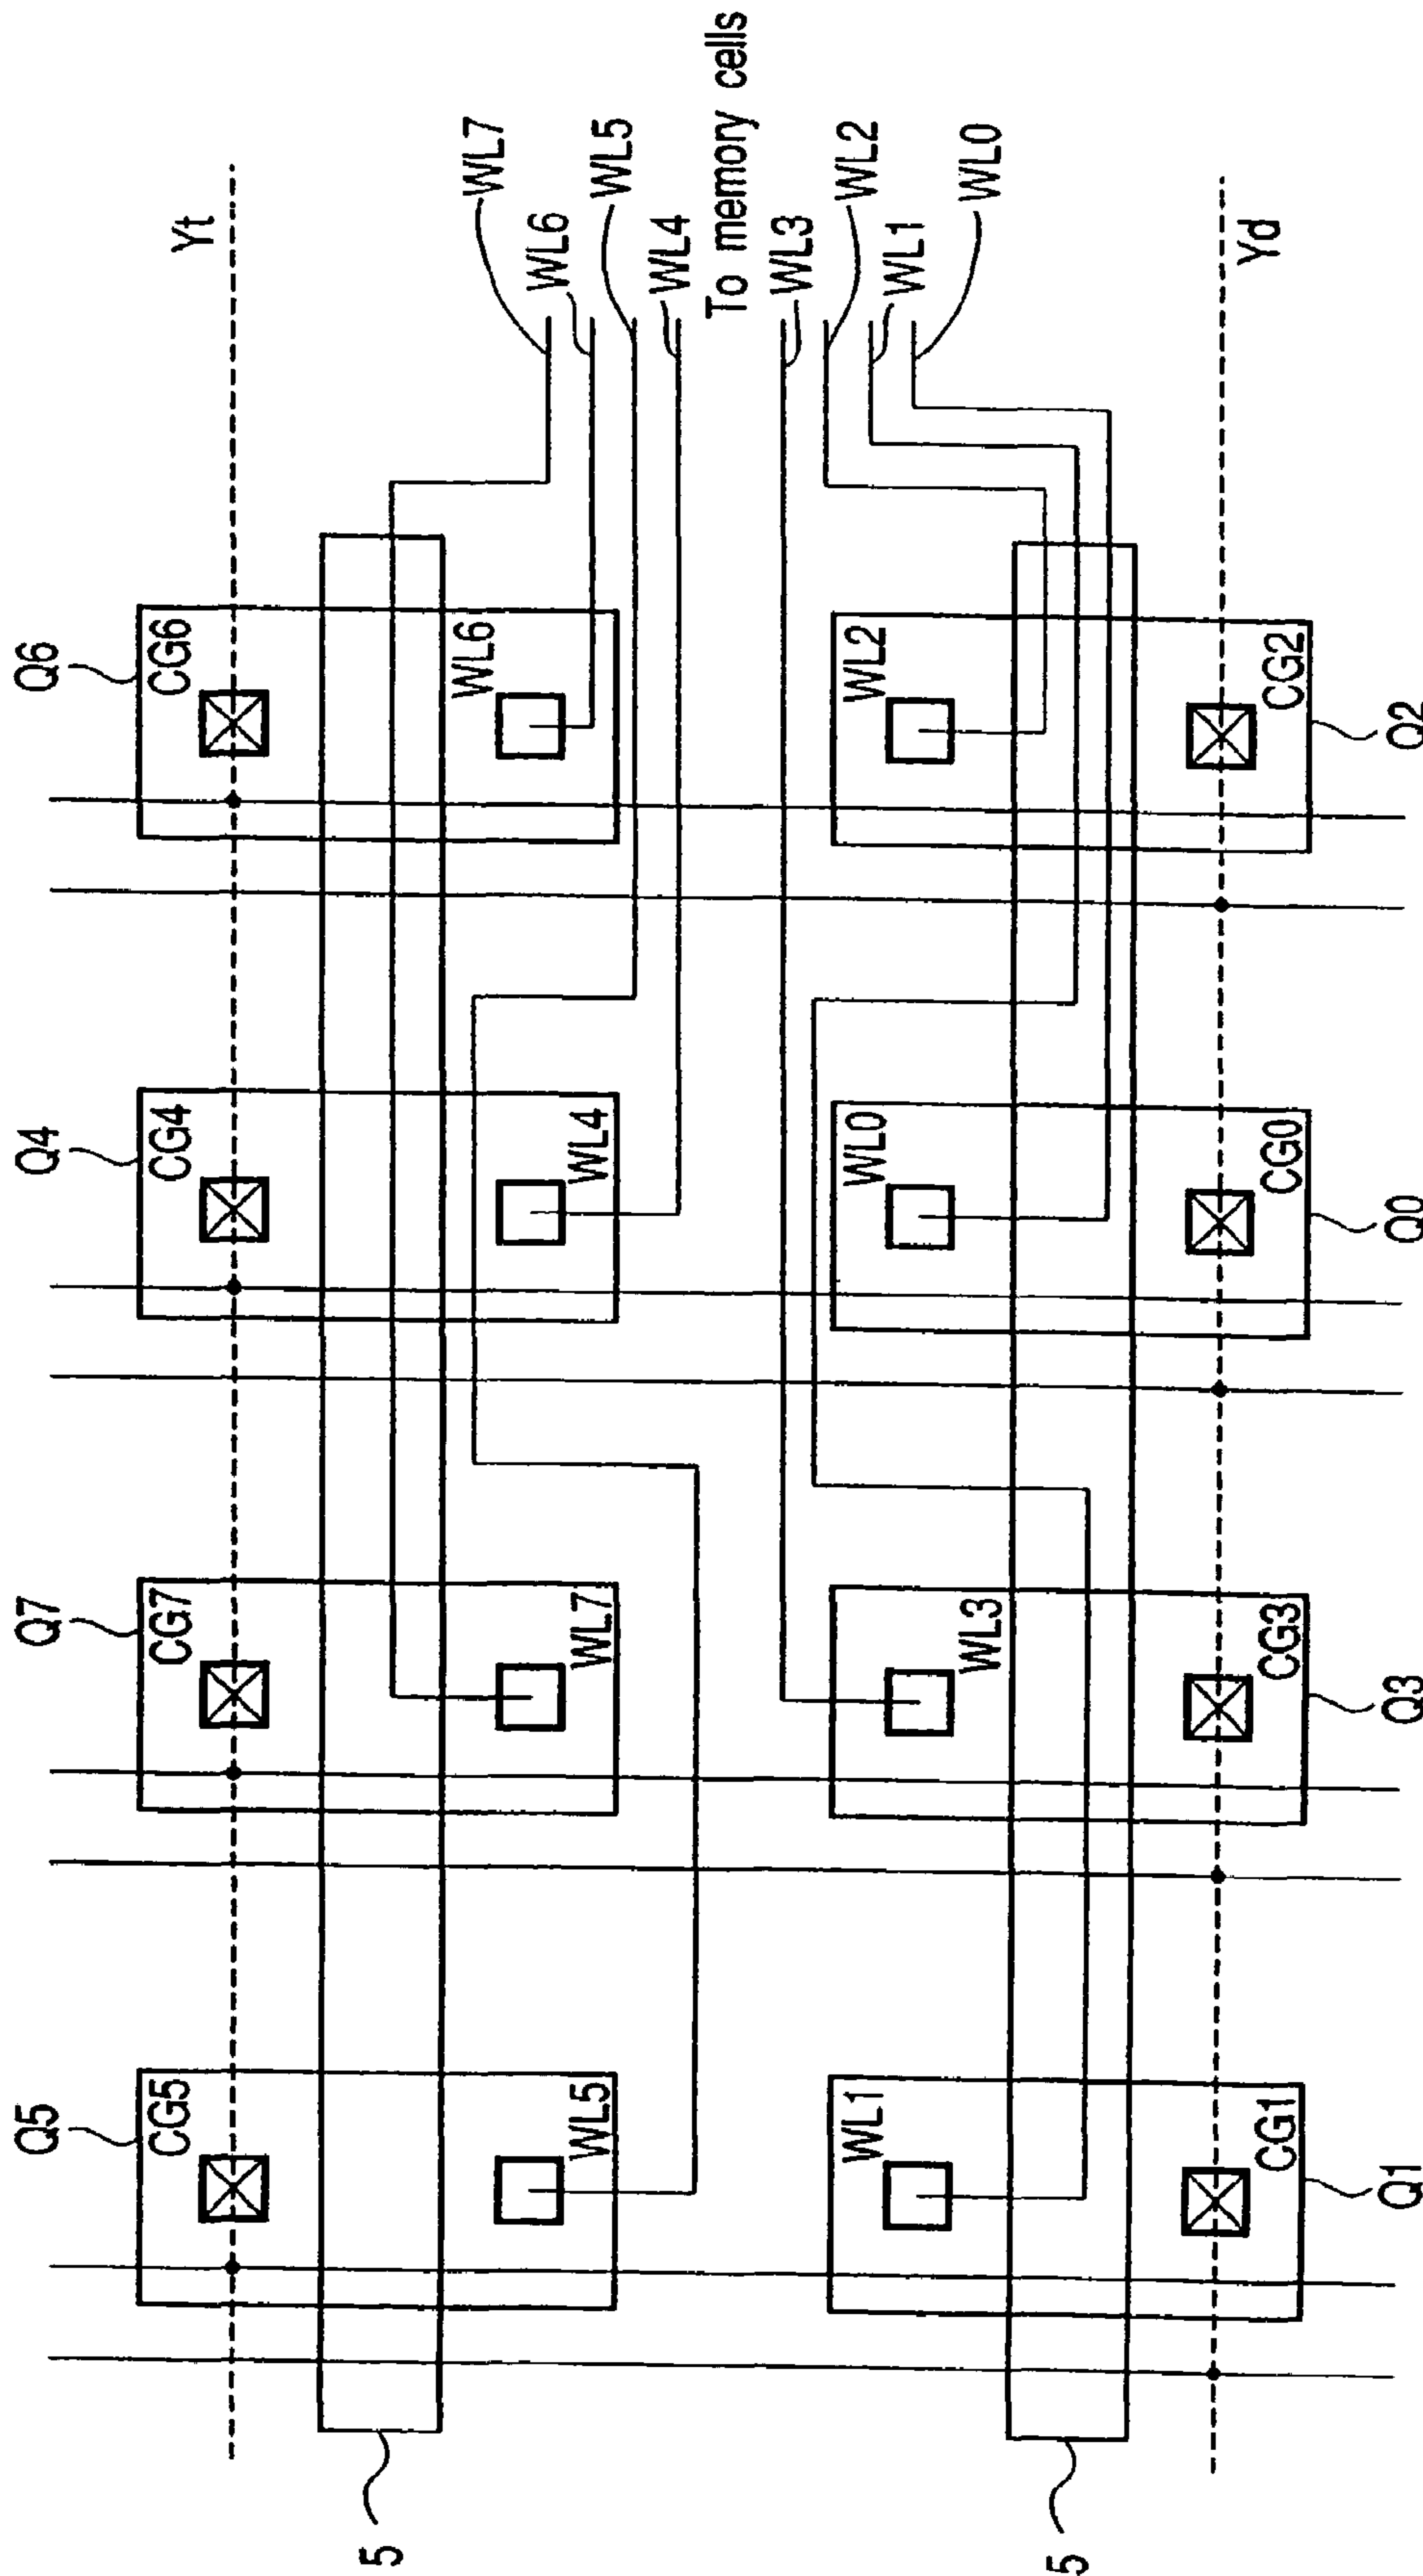 Q5
Q7
Q4
Q6
CG5
CG7
CG4
CG6
Yt
5
WL5
WL7
WL4
WL6
WL7
WL6
WL5
WL4
To memory cells
WL3
WL2
WL1
WL0
WL1
WL3
WL0
WL2
5
CG1
CG3
CG0
CG2
Yd
Q1
Q3
Q0
Q2